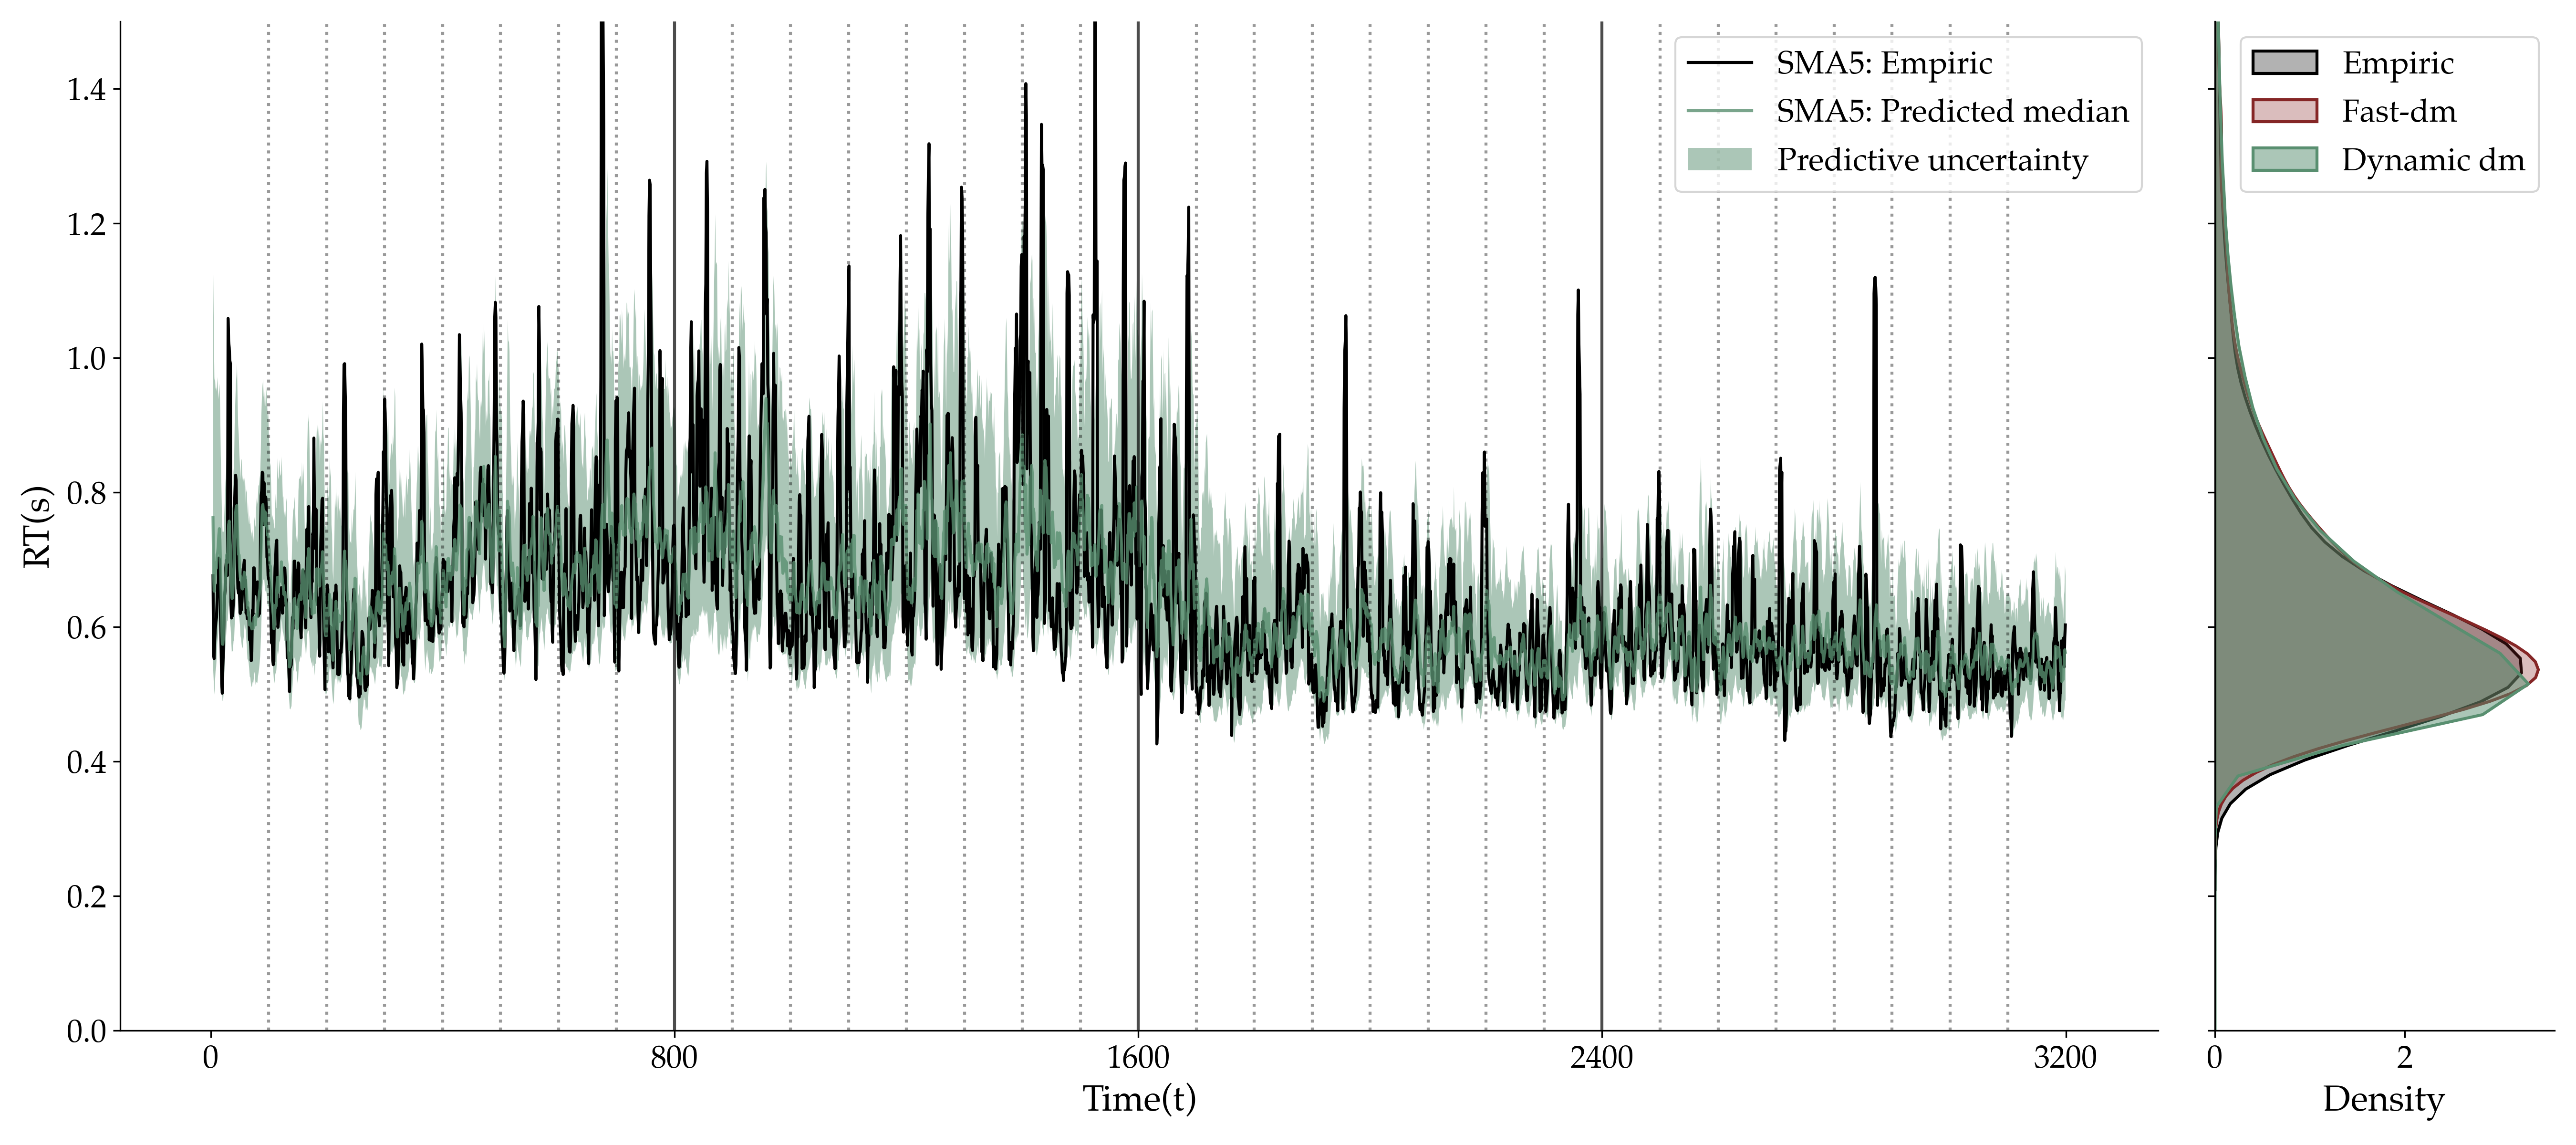 SMA5: Empiric
SMA5: Predicted median
Predictive uncertainty
Empiric
Fast-dm
Dynamic dm
RT(s)
1.4
1.2
1.0
0.8
0.6
0.4
0.2
0.0
0 800 1600 2400 3200
Time(t)
0 2
Density